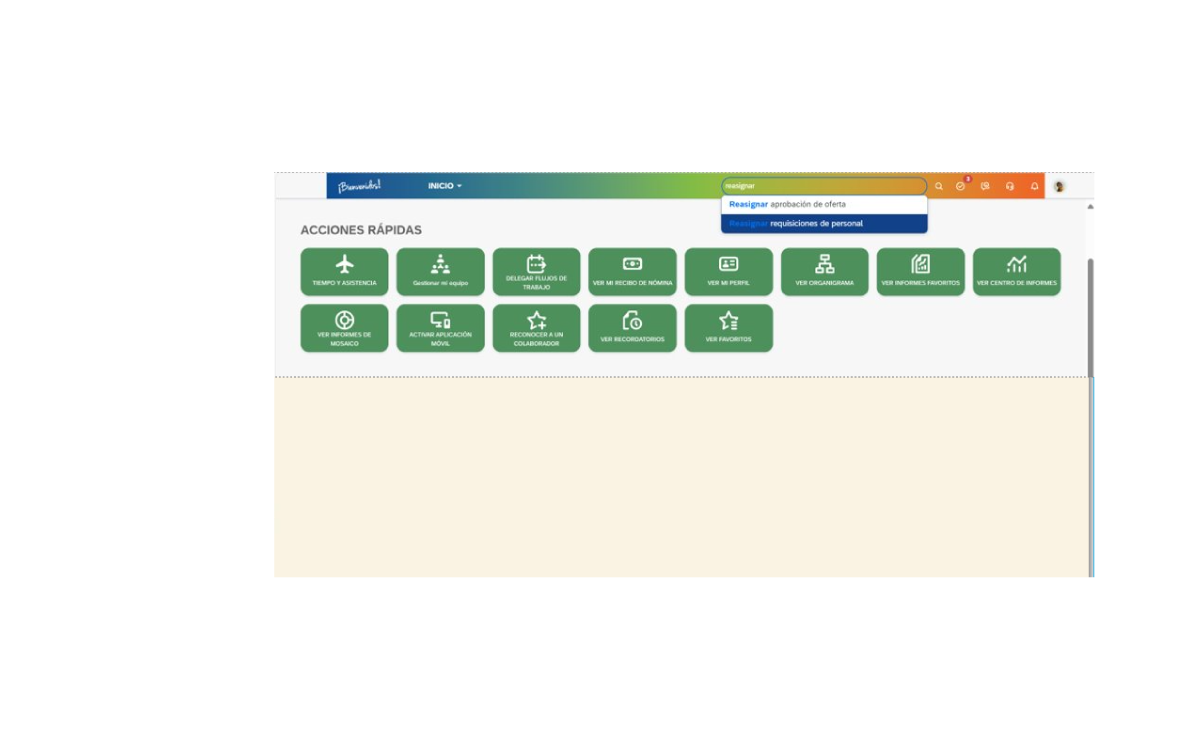 ¡Bienvenidos!
INICIO
reasignar
3
Reasignar aprobación de oferta
Reasignar requisiciones de personal
ACCIONES RÁPIDAS
TIEMPO Y ASISTENCIA
Gestionar mi equipo
DELEGAR FLUJOS DE
TRABAJO
VER MI RECIBO DE NÓMINA
VER MI PERFIL
VER ORGANIGRAMA
VER INFORMES FAVORITOS
VER CENTRO DE INFORMES
VER INFORMES DE
MOSAICO
ACTIVAR APLICACIÓN
MÓVIL
RECONOCER A UN
COLABORADOR
VER RECORDATORIOS
VER FAVORITOS